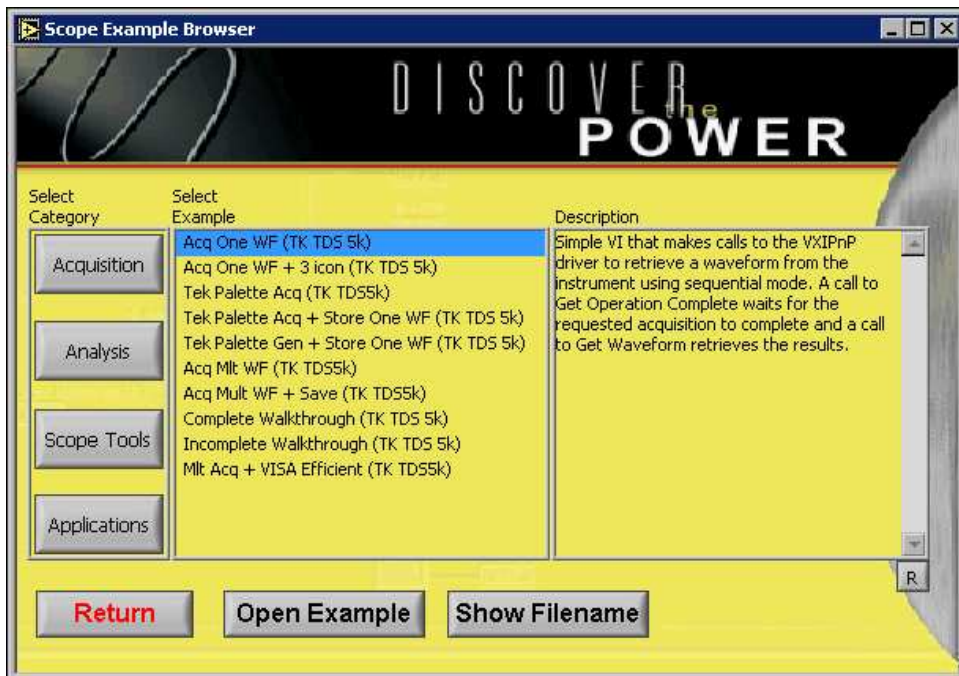 Scope Example Browser
DISCOVER
the
POWER
Select
Category
Select
Example
Description
Acquisition
Analysis
Scope Tools
Applications
Acq One WF (TK TDS 5k)
Acq One WF + 3 icon (TK TDS 5k)
Tek Palette Acq (TK TDS5k)
Tek Palette Acq + Store One WF (TK TDS 5k)
Tek Palette Gen + Store One WF (TK TDS 5k)
Acq Mlt WF (TK TDS5k)
Acq Mult WF + Save (TK TDS5k)
Complete Walkthrough (TK TDS 5k)
Incomplete Walkthrough (TK TDS 5k)
Mlt Acq + VISA Efficient (TK TDS5k)
Simple VI that makes calls to the VXIPnP
driver to retrieve a waveform from the
instrument using sequential mode. A call to
Get Operation Complete waits for the
requested acquisition to complete and a call
to Get Waveform retrieves the results.
R
Return
Open Example
Show Filename